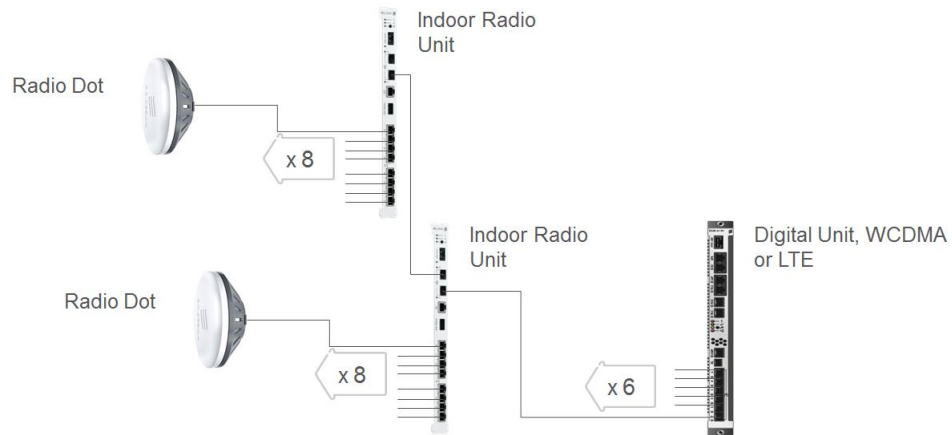 Indoor Radio
Unit
Radio Dot
x 8
Indoor Radio
Unit
Digital Unit, WCDMA
or LTE
Radio Dot
x 8
x 6